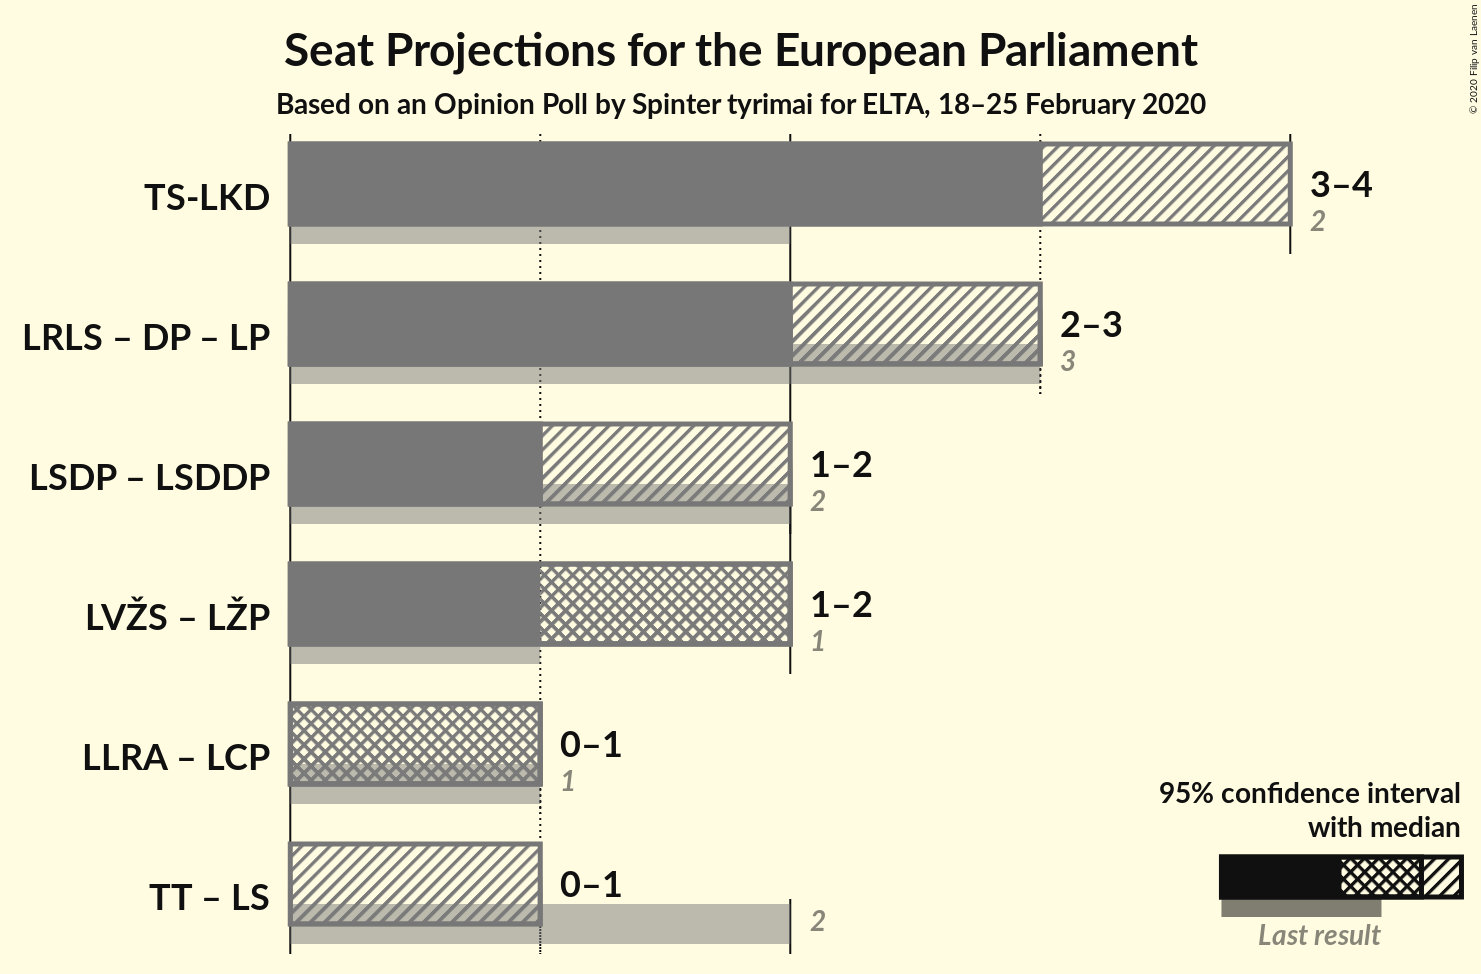 © 2020 Filip van Laenen
Seat Projections for the European Parliament
Based on an Opinion Poll by Spinter tyrimai for ELTA, 18–25 February 2020
TS-LKD
3–4
2
LRLS – DP – LP
2–3
3
LSDP – LSDDP
1–2
2
LVŽS – LŽP
1–2
1
LLRA – LCP
0–1
1
TT – LS
0–1
2
95% confidence interval
with median
Last result